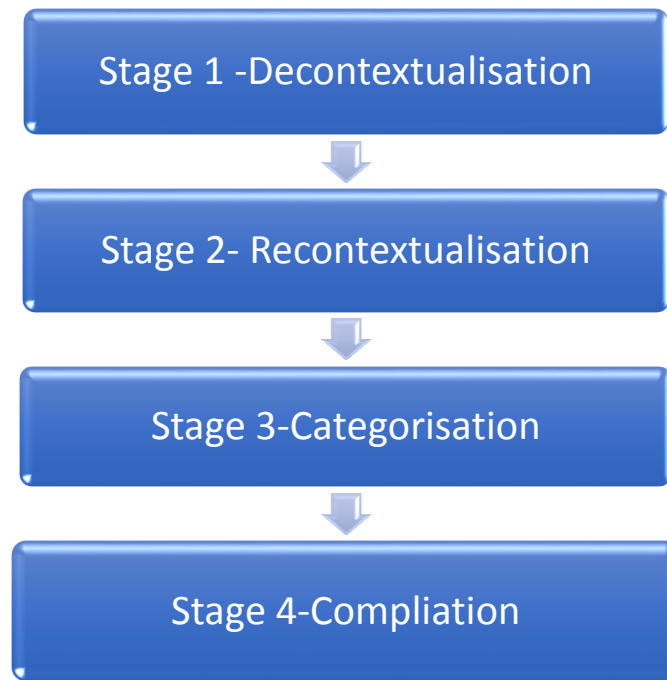 Stage 1 -Decontextualisation
Stage 2- Recontextualisation
Stage 3-Categorisation
Stage 4-Compliation